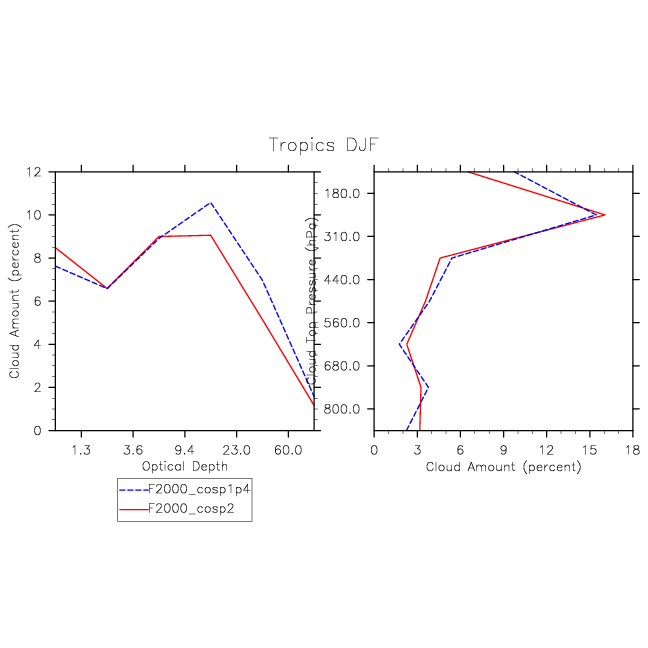 Tropics DJF
Cloud Amount (percent)
12
10
8
6
4
2
0
1.3 3.6 9.4 23.0 60.0
Optical Depth
Cloud Top Pressure (hPa)
180.0
310.0
440.0
560.0
680.0
800.0
0 3 6 9 12 15 18
Cloud Amount (percent)
F2000_cosp1p4
F2000_cosp2